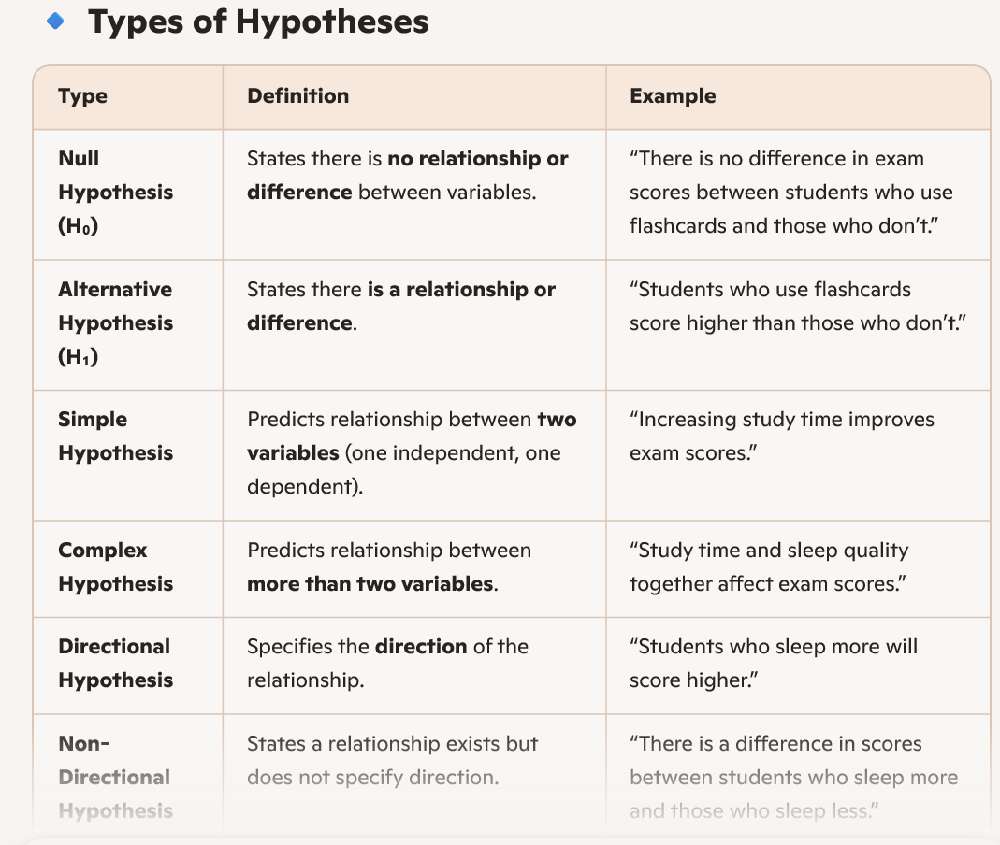 Types of Hypotheses
Type
Definition
Example
Null
Hypothesis
(H₀)
States there is no relationship or
difference between variables.
“There is no difference in exam
scores between students who use
flashcards and those who don’t.”
Alternative
Hypothesis
(H₁)
States there is a relationship or
difference.
“Students who use flashcards
score higher than those who don’t.”
Simple
Hypothesis
Predicts relationship between two
variables (one independent, one
dependent).
“Increasing study time improves
exam scores.”
Complex
Hypothesis
Predicts relationship between
more than two variables.
“Study time and sleep quality
together affect exam scores.”
Directional
Hypothesis
Specifies the direction of the
relationship.
“Students who sleep more will
score higher.”
Non-
Directional
Hypothesis
States a relationship exists but
does not specify direction.
“There is a difference in scores
between students who sleep more
and those who sleep less.”